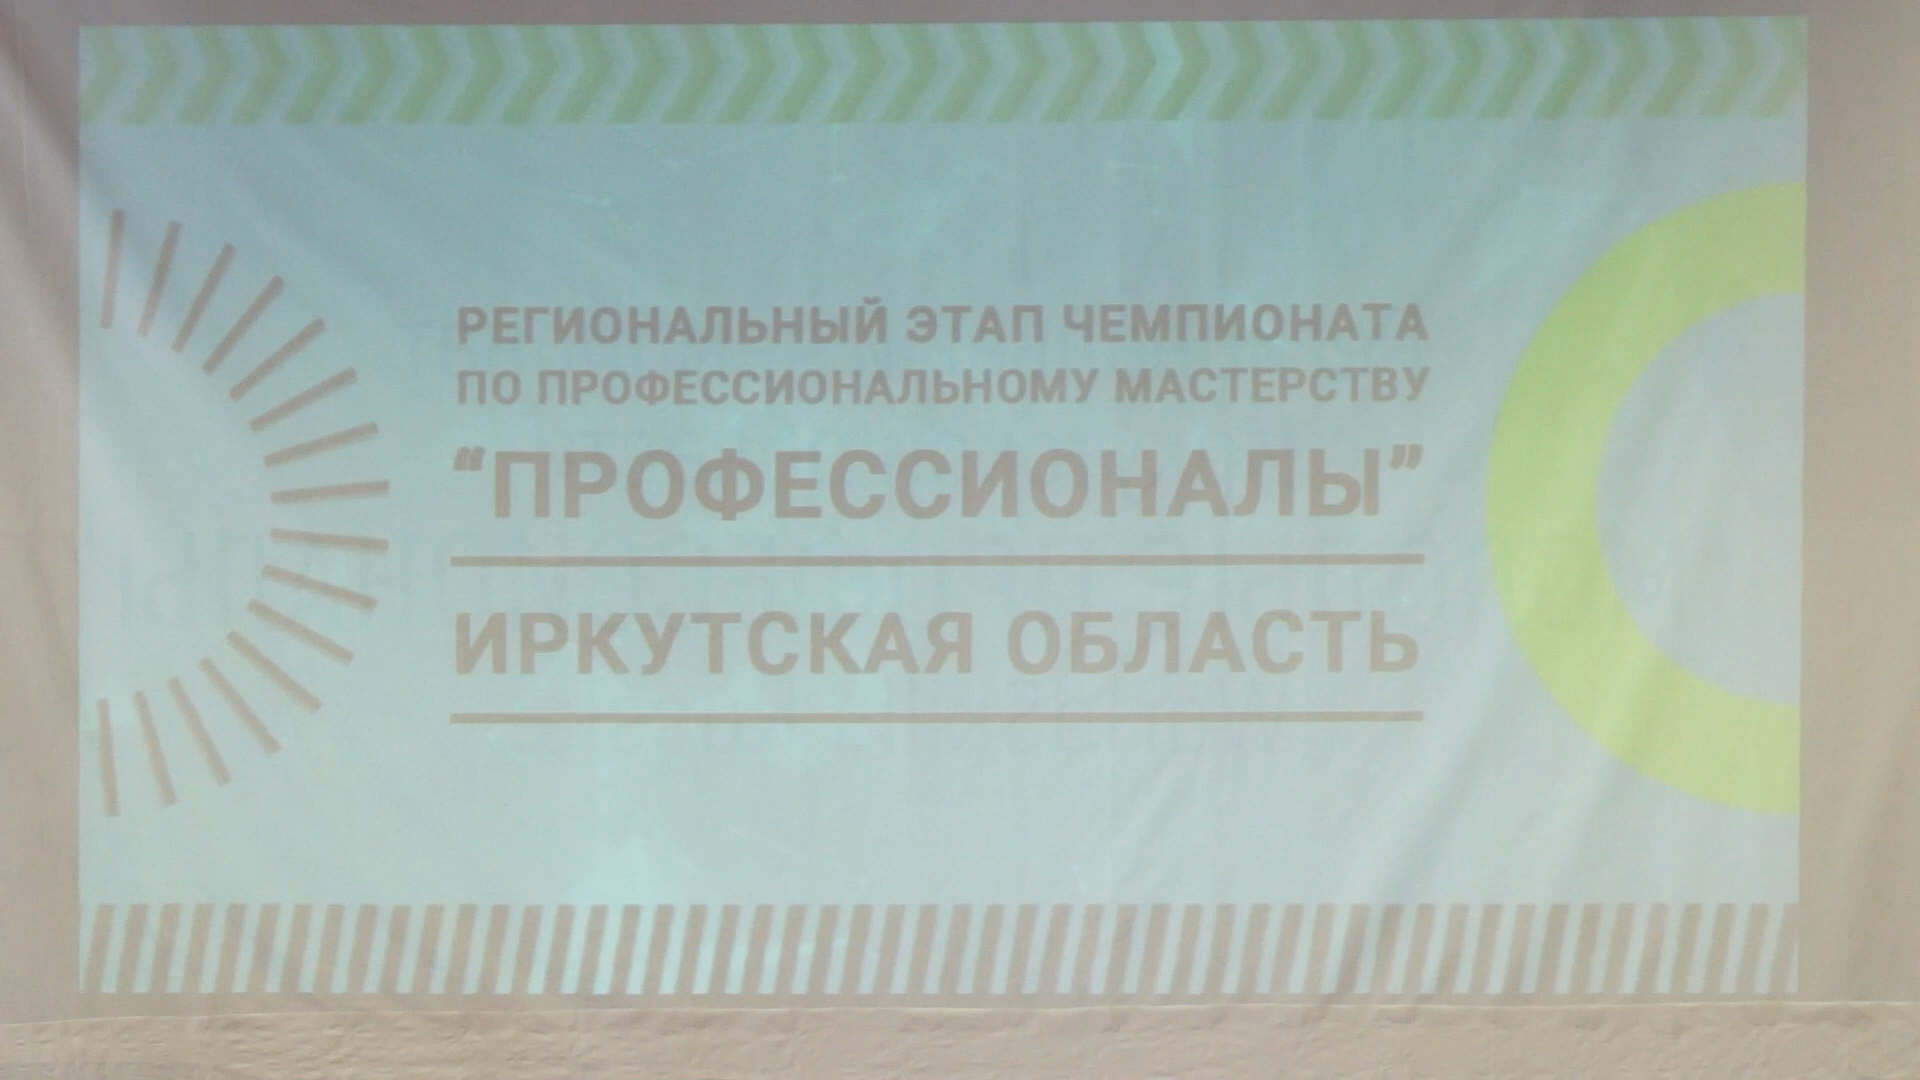 РЕГИОНАЛЬНЫЙ ЭТАП ЧЕМПИОНАТА
ПО ПРОФЕССИОНАЛЬНОМУ МАСТЕРСТВУ
“ПРОФЕССИОНАЛЫ”
ИРКУТСКАЯ ОБЛАСТЬ